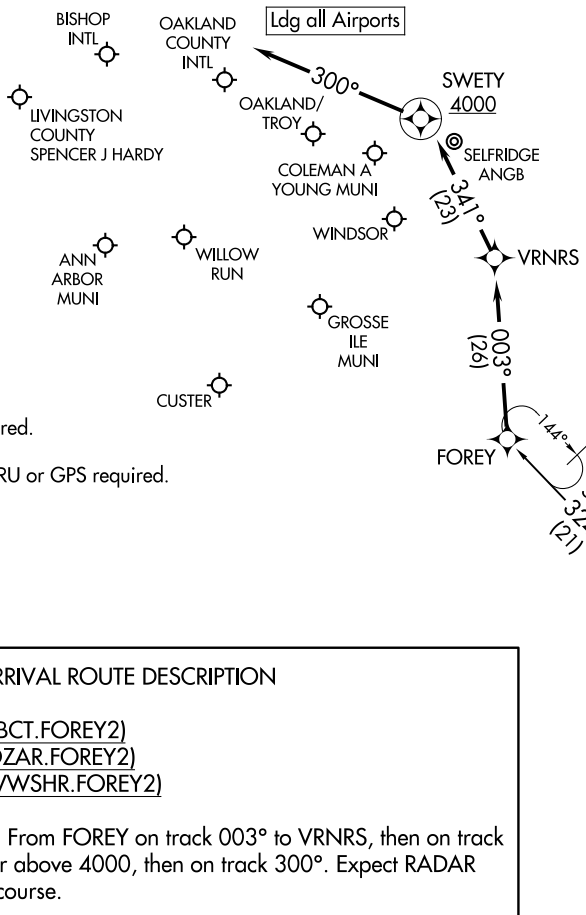 BISHOP
INTL
OAKLAND
COUNTY
INTL
Ldg all Airports
300°
SWETY
4000
LIVINGSTON
COUNTY
SPENCER J HARDY
OAKLAND/
TROY
COLEMAN A
YOUNG MUNI
SELFRIDGE
ANGB
341°
(23)
WINDSOR
VRNRS
ANN
ARBOR
MUNI
WILLOW
RUN
GROSSE
ILE
MUNI
003°
(26)
CUSTER
FOREY
144°
(21)
red.
RU or GPS required.
RRIVAL ROUTE DESCRIPTION
BCT.FOREY2)
OZAR.FOREY2)
WSHR.FOREY2)
From FOREY on track 003° to VRNRS, then on track
r above 4000, then on track 300°. Expect RADAR
course.